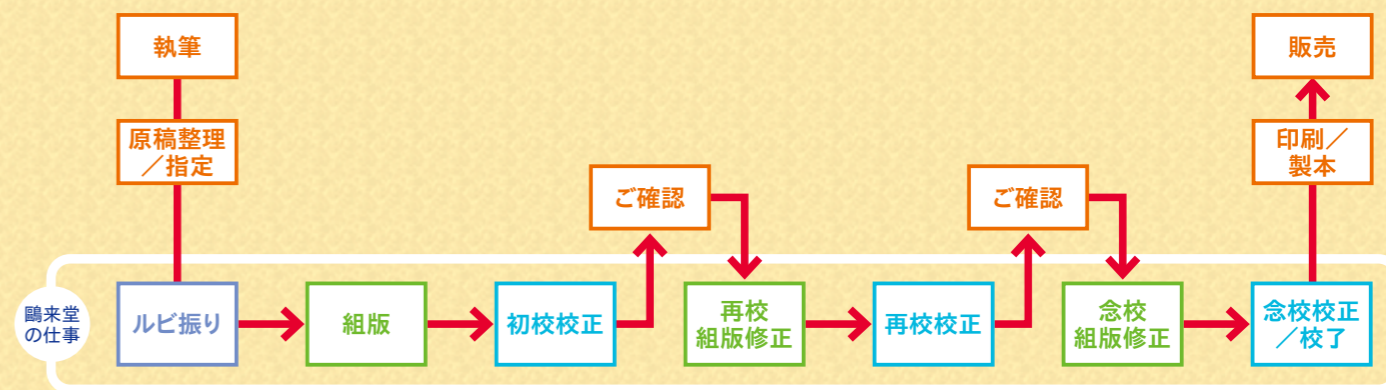 執筆
原稿整理
／指定
鷗来堂
の仕事
ルビ振り
組版
初校校正
ご確認
再校
組版修正
再校校正
ご確認
念校
組版修正
念校校正
／校了
印刷／
製本
販売